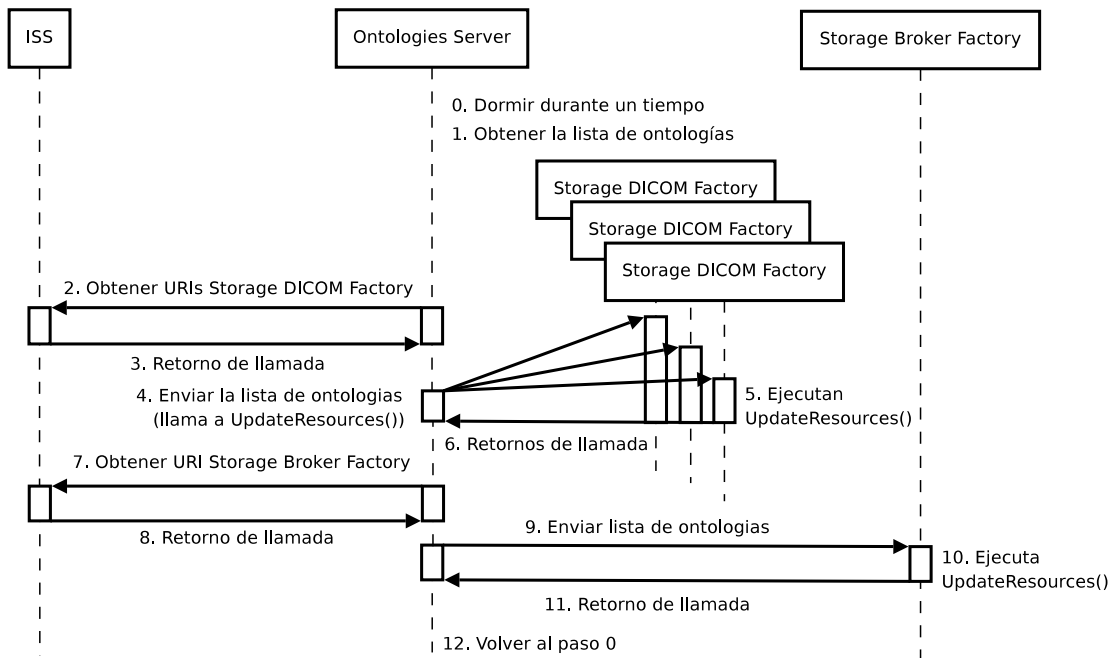 ISS
Ontologies Server
Storage Broker Factory
0. Dormir durante un tiempo
1. Obtener la lista de ontologías
Storage DICOM Factory
Storage DICOM Factory
Storage DICOM Factory
2. Obtener URIs Storage DICOM Factory
3. Retorno de llamada
4. Enviar la lista de ontologias
(llama a UpdateResources())
5. Ejecutan
UpdateResources()
6. Retornos de llamada
7. Obtener URI Storage Broker Factory
8. Retorno de llamada
9. Enviar lista de ontologias
10. Ejecuta
UpdateResources()
11. Retorno de llamada
12. Volver al paso 0